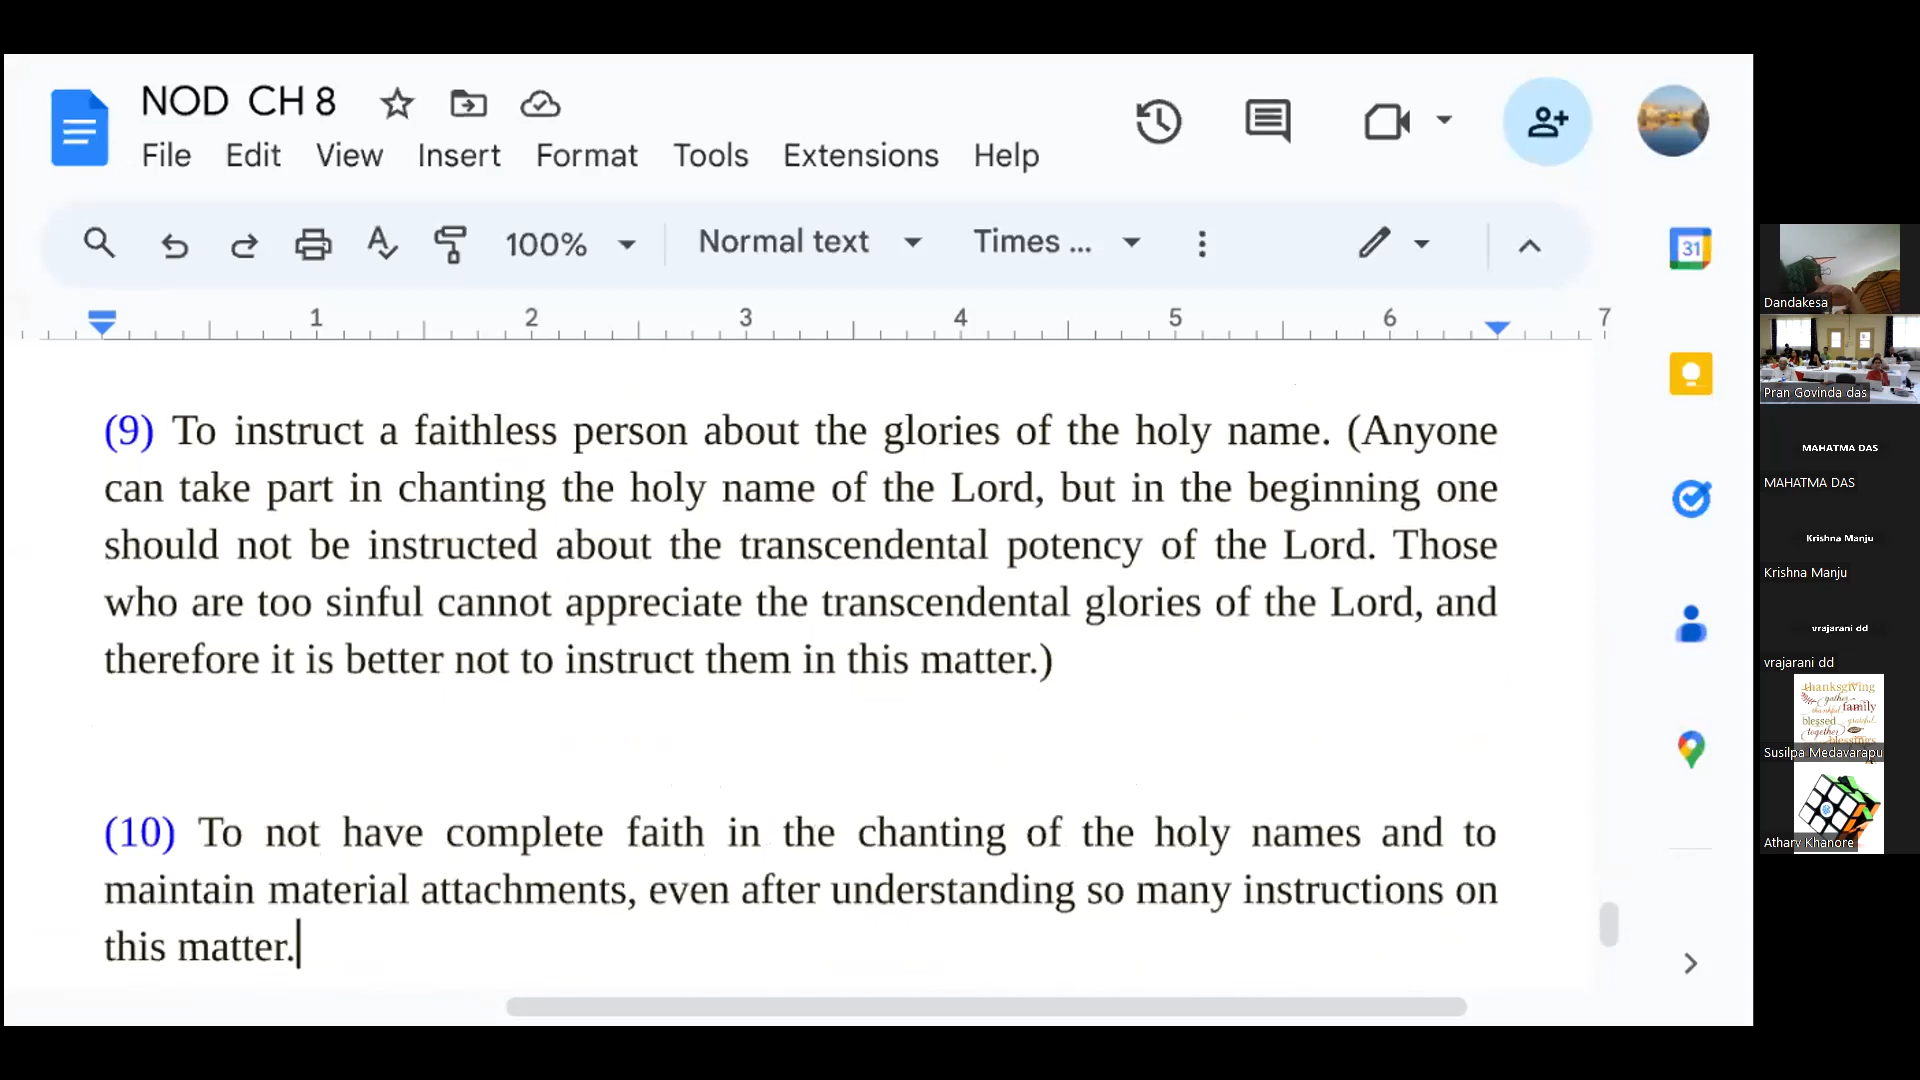 NOD CH 8
File Edit View Insert Format Tools Extensions Help
100% Normal text Times ...
1 2 3 4 5 6 7
31
(9) To instruct a faithless person about the glories of the holy name. (Anyone
can take part in chanting the holy name of the Lord, but in the beginning one
should not be instructed about the transcendental potency of the Lord. Those
who are too sinful cannot appreciate the transcendental glories of the Lord, and
therefore it is better not to instruct them in this matter.)
(10) To not have complete faith in the chanting of the holy names and to
maintain material attachments, even after understanding so many instructions on
this matter.
Dandakesa
Pran Govinda das
MAHATMA DAS
MAHATMA DAS
Krishna Manju
Krishna Manju
vrajarani dd
vrajarani dd
thanksgiving
gather
family
blessed grateful
together
blessings
Susilpa Medavarapu
Atharv Khanore